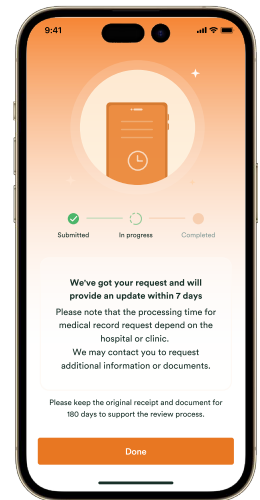 9:41
Submitted In progress Completed
We've got your request and will
provide an update within 7 days
Please note that the processing time for
medical record request depend on the
hospital or clinic.
We may contact you to request
additional information or documents.
Please keep the original receipt and document for
180 days to support the review process.
Done